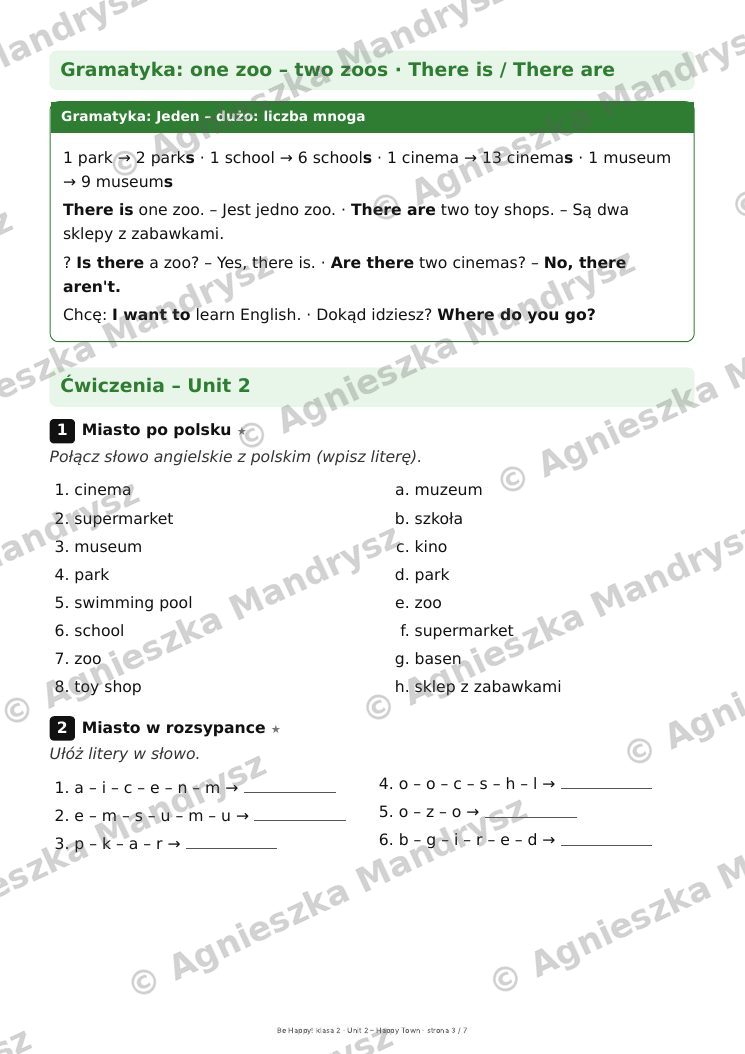 Gramatyka: one zoo – two zoos · There is / There are
Gramatyka: Jeden – dużo: liczba mnoga
1 park → 2 parks · 1 school → 6 schools · 1 cinema → 13 cinemas · 1 museum
→ 9 museums
There is one zoo. – Jest jedno zoo. · There are two toy shops. – Są dwa
sklepy z zabawkami.
? Is there a zoo? – Yes, there is. · Are there two cinemas? – No, there
aren't.
Chcę: I want to learn English. · Dokąd idziesz? Where do you go?
Ćwiczenia – Unit 2
1 Miasto po polsku ★
Połącz słowo angielskie z polskim (wpisz literę).
1. cinema
2. supermarket
3. museum
4. park
5. swimming pool
6. school
7. zoo
8. toy shop
a. muzeum
b. szkoła
c. kino
d. park
e. zoo
f. supermarket
g. basen
h. sklep z zabawkami
2 Miasto w rozsypance ★
Ułóż litery w słowo.
1. a – i – c – e – n – m → ____________
2. e – m – s – u – m – u → ____________
3. p – k – a – r → ____________
4. o – o – c – s – h – l → ____________
5. o – z – o → ____________
6. b – g – i – r – e – d → ____________
Be Happy! klasa 2 · Unit 2 – Happy Town · strona 3 / 7
© Agnieszka Mandrysz